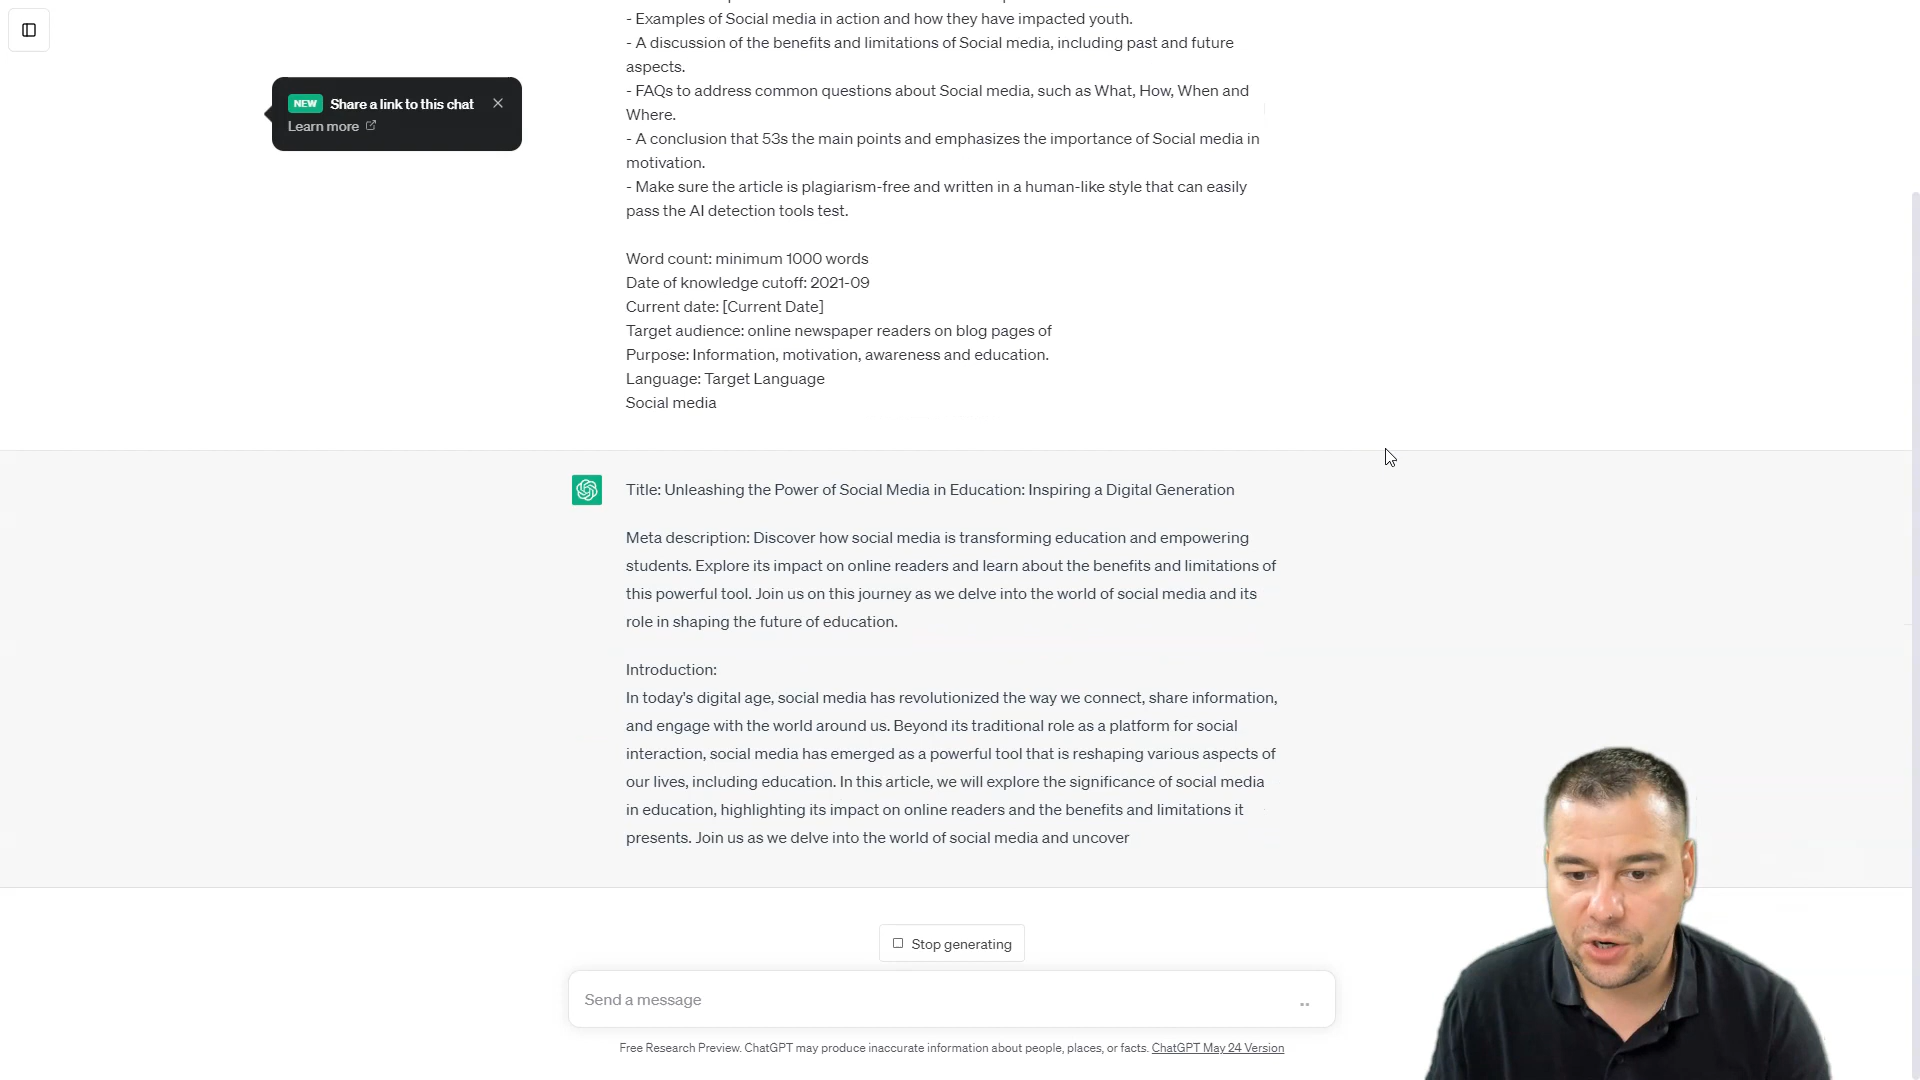 - Examples of Social media in action and how they have impacted youth.
- A discussion of the benefits and limitations of Social media, including past and future
aspects.
- FAQs to address common questions about Social media, such as What, How, When and
Where.
- A conclusion that 53s the main points and emphasizes the importance of Social media in
motivation.
- Make sure the article is plagiarism-free and written in a human-like style that can easily
pass the AI detection tools test.
NEW Share a link to this chat
Learn more
Word count: minimum 1000 words
Date of knowledge cutoff: 2021-09
Current date: [Current Date]
Target audience: online newspaper readers on blog pages of
Purpose: Information, motivation, awareness and education.
Language: Target Language
Social media
Title: Unleashing the Power of Social Media in Education: Inspiring a Digital Generation
Meta description: Discover how social media is transforming education and empowering
students. Explore its impact on online readers and learn about the benefits and limitations of
this powerful tool. Join us on this journey as we delve into the world of social media and its
role in shaping the future of education.
Introduction:
In today's digital age, social media has revolutionized the way we connect, share information,
and engage with the world around us. Beyond its traditional role as a platform for social
interaction, social media has emerged as a powerful tool that is reshaping various aspects of
our lives, including education. In this article, we will explore the significance of social media
in education, highlighting its impact on online readers and the benefits and limitations it
presents. Join us as we delve into the world of social media and uncover
Stop generating
Send a message
Free Research Preview. ChatGPT may produce inaccurate information about people, places, or facts. ChatGPT May 24 Version